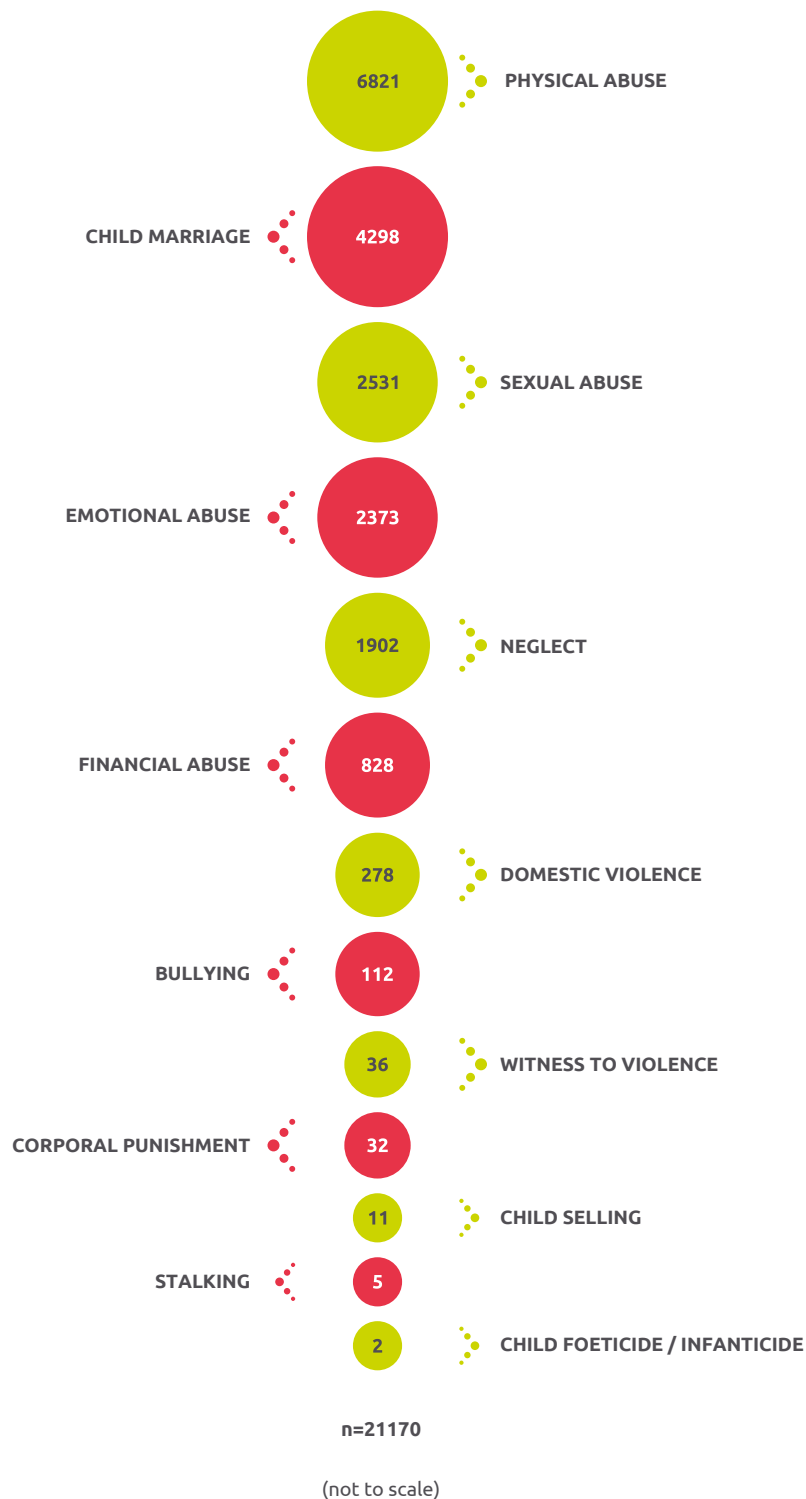 6821 PHYSICAL ABUSE
CHILD MARRIAGE 4298
2531 SEXUAL ABUSE
EMOTIONAL ABUSE 2373
1902 NEGLECT
FINANCIAL ABUSE 828
278 DOMESTIC VIOLENCE
BULLYING 112
36 WITNESS TO VIOLENCE
CORPORAL PUNISHMENT 32
11 CHILD SELLING
STALKING 5
2 CHILD FOETICIDE / INFANTICIDE
n=21170
(not to scale)